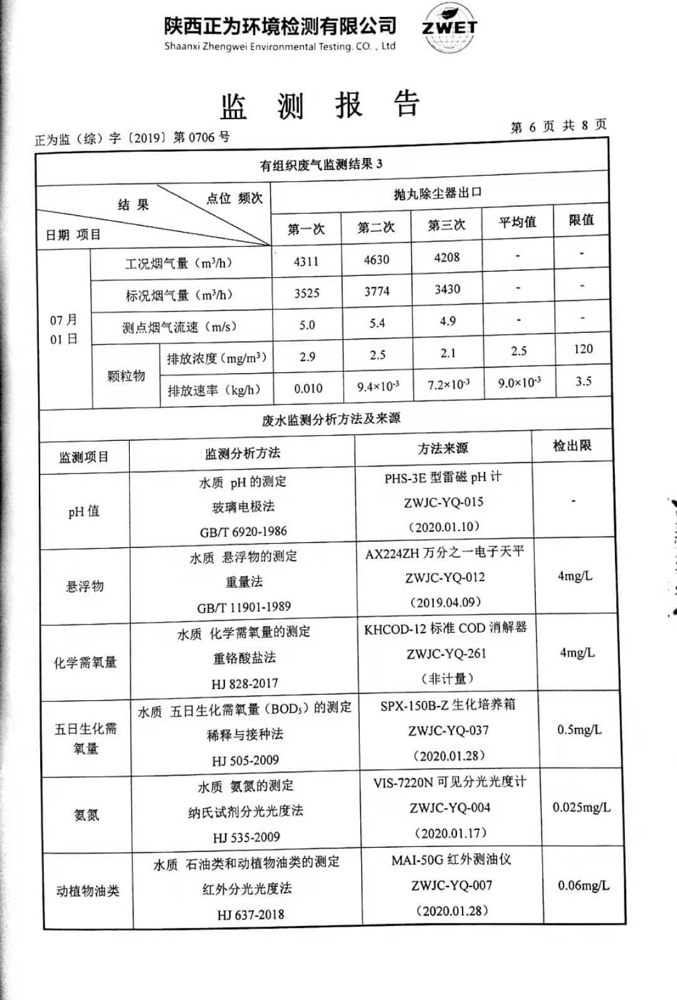 陕西正为环境检测有限公司
Shaanxi Zhengwei Environmental Testing. CO. , Ltd
ZWET
监 测 报 告
正为监（综）字〔2019〕第 0706 号
第 6 页 共 8 页
有组织废气监测结果 3
结 果 点位 频次
日期 项目
抛丸除尘器出口
第一次 第二次 第三次 平均值 限值
07 月
01 日
工况烟气量（m³/h） 4311 4630 4208 - -
标况烟气量（m³/h） 3525 3774 3430 - -
测点烟气流速（m/s） 5.0 5.4 4.9 - -
颗粒物
排放浓度（mg/m³） 2.9 2.5 2.1 2.5 120
排放速率（kg/h） 0.010 9.4×10⁻³ 7.2×10⁻³ 9.0×10⁻³ 3.5
废水监测分析方法及来源
监测项目 监测分析方法 方法来源 检出限
pH 值
水质 pH 的测定
玻璃电极法
GB/T 6920-1986
PHS-3E 型雷磁 pH 计
ZWJC-YQ-015
（2020.01.10）
-
悬浮物
水质 悬浮物的测定
重量法
GB/T 11901-1989
AX224ZH 万分之一电子天平
ZWJC-YQ-012
（2019.04.09）
4mg/L
化学需氧量
水质 化学需氧量的测定
重铬酸盐法
HJ 828-2017
KHCOD-12 标准 COD 消解器
ZWJC-YQ-261
（非计量）
4mg/L
五日生化需
氧量
水质 五日生化需氧量（BOD₅）的测定
稀释与接种法
HJ 505-2009
SPX-150B-Z 生化培养箱
ZWJC-YQ-037
（2020.01.28）
0.5mg/L
氨氮
水质 氨氮的测定
纳氏试剂分光光度法
HJ 535-2009
VIS-7220N 可见分光光度计
ZWJC-YQ-004
（2020.01.17）
0.025mg/L
动植物油类
水质 石油类和动植物油类的测定
红外分光光度法
HJ 637-2018
MAI-50G 红外测油仪
ZWJC-YQ-007
（2020.01.28）
0.06mg/L